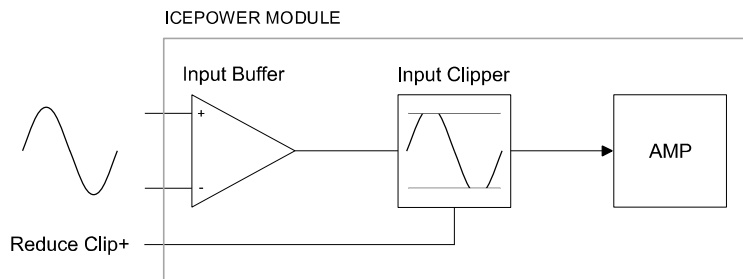 ICEPOWER MODULE
Input Buffer
Input Clipper
+
-
AMP
Reduce Clip+